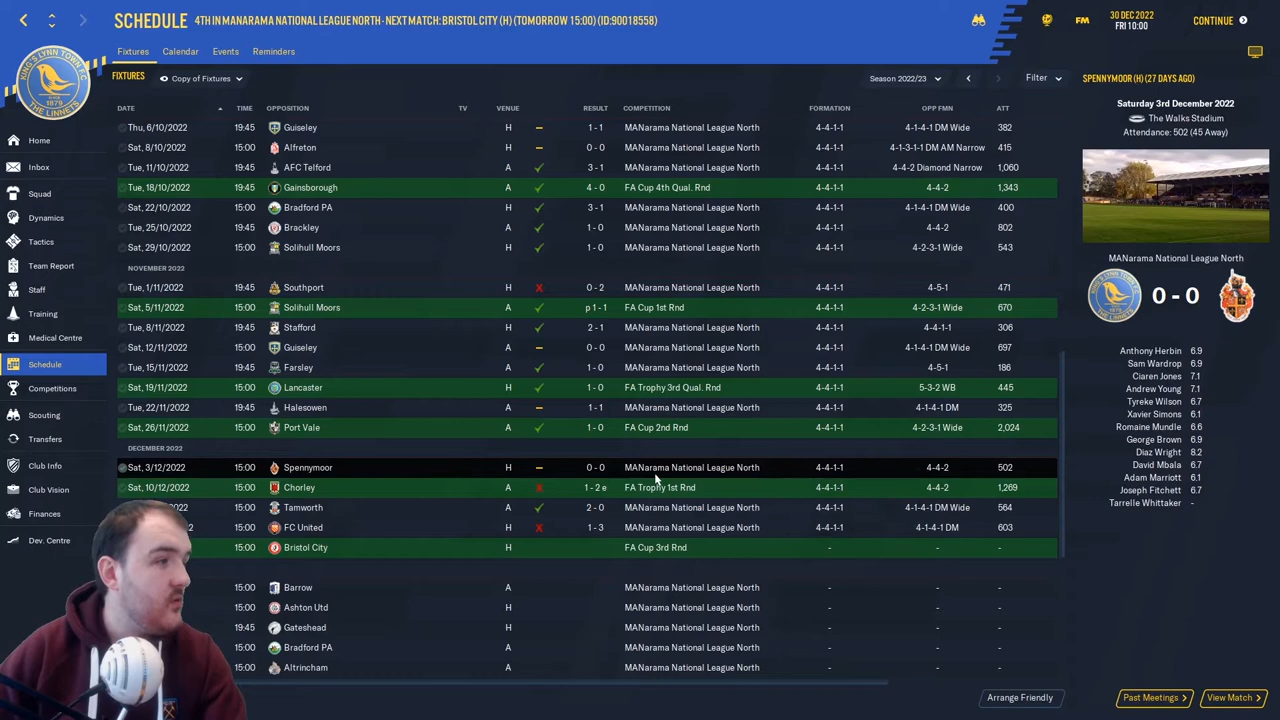 SCHEDULE 4TH IN MANARAMA NATIONAL LEAGUE NORTH - NEXT MATCH: BRISTOL CITY (H) (TOMORROW 15:00) (ID:90018558)
FM 30 DEC 2022 FRI 10:00 CONTINUE
Fixtures Calendar Events Reminders
FIXTURES Copy of Fixtures Season 2022/23 Filter
DATE TIME OPPOSITION TV VENUE RESULT COMPETITION FORMATION OPP FMN ATT
Thu, 6/10/2022 19:45 Guiseley H 1 - 1 MANarama National League North 4-4-1-1 4-1-4-1 DM Wide 382
Sat, 8/10/2022 15:00 Alfreton H 0 - 0 MANarama National League North 4-4-1-1 4-1-3-1-1 DM AM Narrow 415
Tue, 11/10/2022 19:45 AFC Telford A 3 - 1 MANarama National League North 4-4-1-1 4-4-2 Diamond Narrow 1,060
Tue, 18/10/2022 19:45 Gainsborough A 4 - 0 FA Cup 4th Qual. Rnd 4-4-1-1 4-4-2 1,343
Sat, 22/10/2022 15:00 Bradford PA H 3 - 1 MANarama National League North 4-4-1-1 4-1-4-1 DM Wide 400
Tue, 25/10/2022 19:45 Brackley A 1 - 0 MANarama National League North 4-4-1-1 4-4-2 802
Sat, 29/10/2022 15:00 Solihull Moors H 1 - 0 MANarama National League North 4-4-1-1 4-2-3-1 Wide 543
NOVEMBER 2022
Tue, 1/11/2022 19:45 Southport H X 0 - 2 MANarama National League North 4-4-1-1 4-5-1 471
Sat, 5/11/2022 15:00 Solihull Moors A p 1 - 1 FA Cup 1st Rnd 4-4-1-1 4-2-3-1 Wide 670
Tue, 8/11/2022 19:45 Stafford H 2 - 1 MANarama National League North 4-4-1-1 4-4-1-1 306
Sat, 12/11/2022 15:00 Guiseley A 0 - 0 MANarama National League North 4-4-1-1 4-1-4-1 DM Wide 697
Tue, 15/11/2022 19:45 Farsley A 1 - 0 MANarama National League North 4-4-1-1 4-5-1 186
Sat, 19/11/2022 15:00 Lancaster H 1 - 0 FA Trophy 3rd Qual. Rnd 4-4-1-1 5-3-2 WB 445
Tue, 22/11/2022 19:45 Halesowen A 1 - 1 MANarama National League North 4-4-1-1 4-1-4-1 DM 325
Sat, 26/11/2022 15:00 Port Vale A 1 - 0 FA Cup 2nd Rnd 4-4-1-1 4-2-3-1 Wide 2,024
DECEMBER 2022
Sat, 3/12/2022 15:00 Spennymoor H 0 - 0 MANarama National League North 4-4-1-1 4-4-2 502
Sat, 10/12/2022 15:00 Chorley A X 1 - 2 e FA Trophy 1st Rnd 4-4-1-1 4-4-2 1,269
15:00 Tamworth A 2 - 0 MANarama National League North 4-4-1-1 4-1-4-1 DM Wide 564
15:00 FC United H X 1 - 3 MANarama National League North 4-4-1-1 4-1-4-1 DM 603
15:00 Bristol City H FA Cup 3rd Rnd - - -
15:00 Barrow A MANarama National League North - - -
15:00 Ashton Utd H MANarama National League North - - -
19:45 Gateshead H MANarama National League North - - -
15:00 Bradford PA A MANarama National League North - - -
15:00 Altrincham A MANarama National League North - - -
Arrange Friendly
Home
Inbox
Squad
Dynamics
Tactics
Team Report
Staff
Training
Medical Centre
Schedule
Competitions
Scouting
Transfers
Club Info
Club Vision
Finances
Dev. Centre
SPENNYMOOR (H) (27 DAYS AGO)
Saturday 3rd December 2022
The Walks Stadium
Attendance: 502 (45 Away)
MANarama National League North
0 - 0
Anthony Herbin 6.9
Sam Wardrop 6.9
Ciaren Jones 7.1
Andrew Young 7.1
Tyreke Wilson 6.7
Xavier Simons 6.1
Romaine Mundle 6.6
George Brown 6.9
Diaz Wright 8.2
David Mbala 6.7
Adam Marriott 6.1
Joseph Fitchett 6.7
Tarrelle Whittaker -
Past Meetings View Match